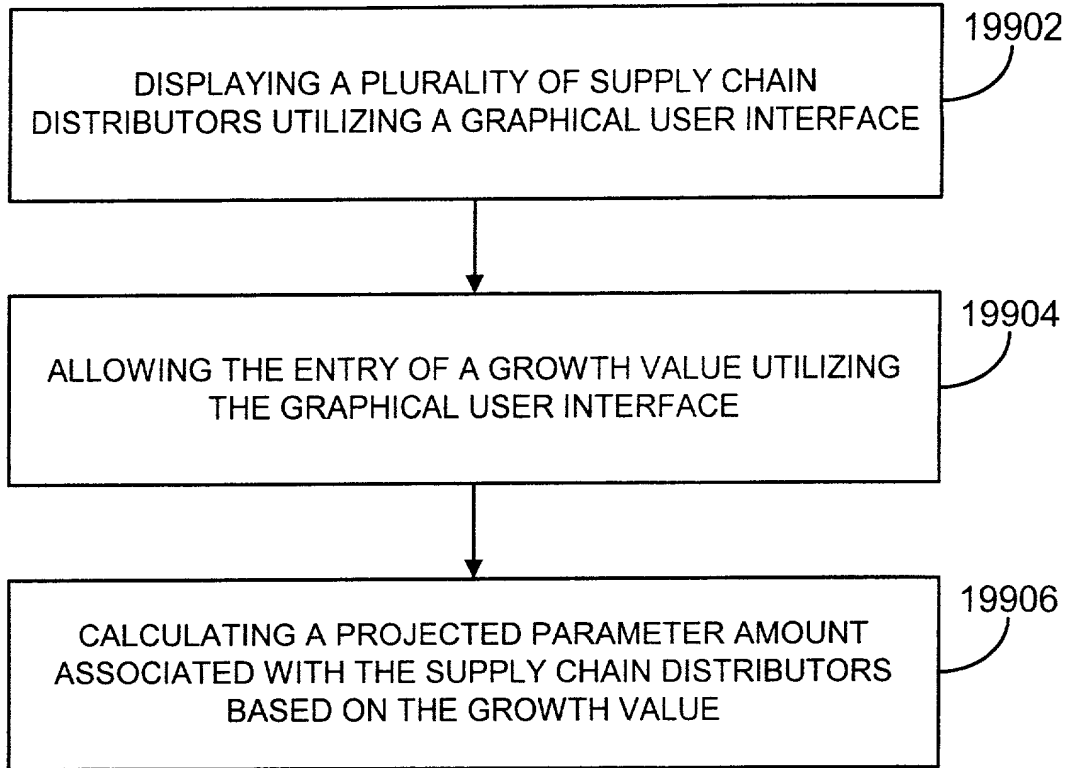 19902
DISPLAYING A PLURALITY OF SUPPLY CHAIN
DISTRIBUTORS UTILIZING A GRAPHICAL USER INTERFACE
19904
ALLOWING THE ENTRY OF A GROWTH VALUE UTILIZING
THE GRAPHICAL USER INTERFACE
19906
CALCULATING A PROJECTED PARAMETER AMOUNT
ASSOCIATED WITH THE SUPPLY CHAIN DISTRIBUTORS
BASED ON THE GROWTH VALUE